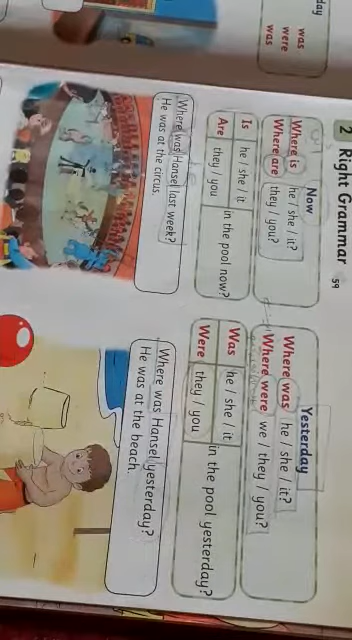 day
was
were
was
2 Right Grammar
59
Now
Where is he / she / it?
Where are they / you?
Is he / she / it
Are they / you
in the pool now?
Where was Hansel last week?
He was at the circus.
Yesterday
Where was he / she / it?
Where were we / they / you?
Was he / she / it
Were they / you
in the pool yesterday?
Where was Hansel yesterday?
He was at the beach.